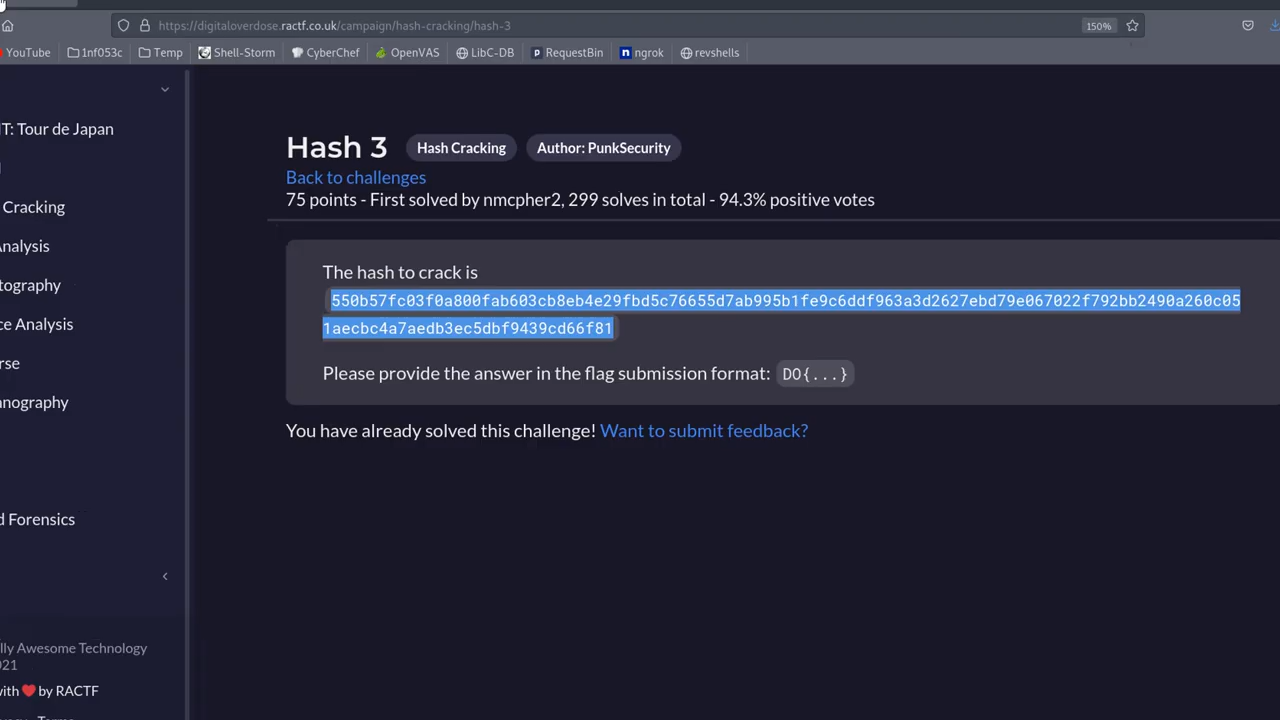 https://digitaloverdose.ractf.co.uk/campaign/hash-cracking/hash-3
150%
YouTube
1nf053c
Temp
Shell-Storm
CyberChef
OpenVAS
LibC-DB
RequestBin
ngrok
revshells
T: Tour de Japan
Cracking
Analysis
tography
ce Analysis
rse
nnography
d Forensics
lly Awesome Technology
021
with ❤ by RACTF
Hash 3
Hash Cracking
Author: PunkSecurity
Back to challenges
75 points - First solved by nmcpher2, 299 solves in total - 94.3% positive votes
The hash to crack is
550b57fc03f0a800fab603cb8eb4e29fbd5c76655d7ab995b1fe9c6ddf963a3d2627ebd79e067022f792bb2490a260c05
1aecbc4a7aedb3ec5dbf9439cd66f81
Please provide the answer in the flag submission format: DO{...}
You have already solved this challenge! Want to submit feedback?